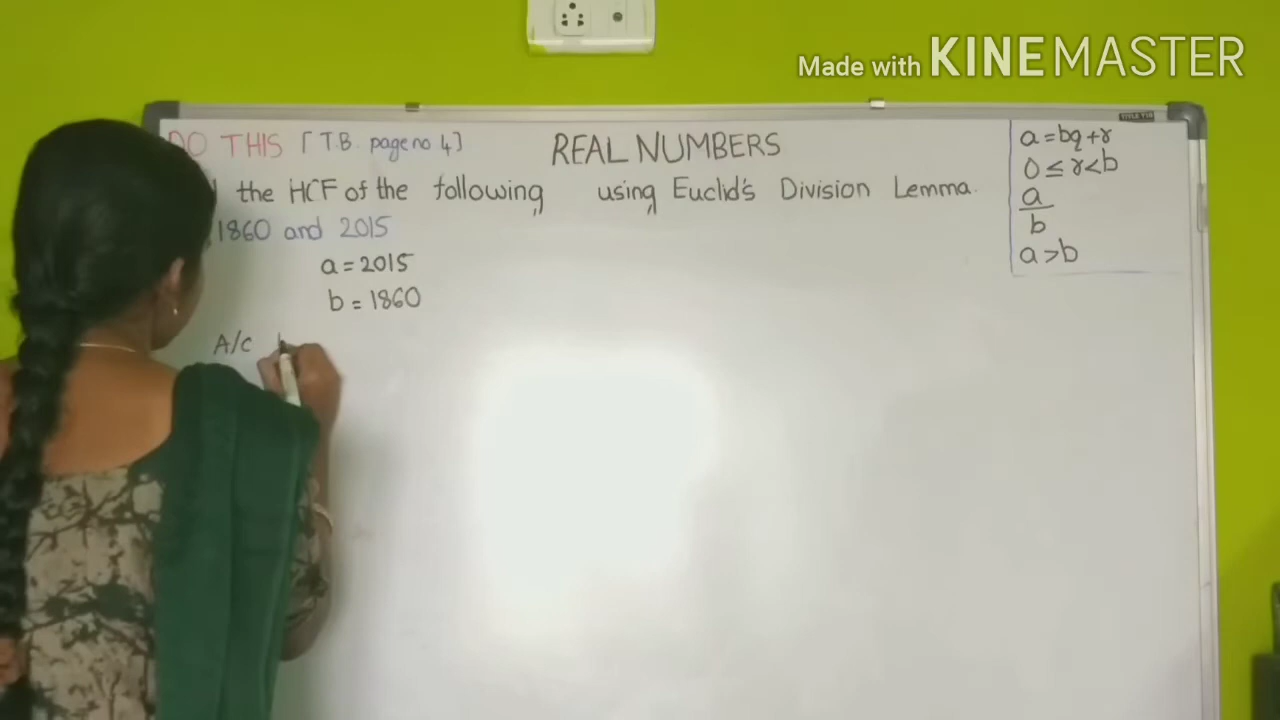 Made with KINEMASTER
DO THIS [T.B. page no 4]
REAL NUMBERS
the HCF of the following using Euclid's Division Lemma.
1860 and 2015
a = 2015
b = 1860
A/c
a = bq + r
0 ≤ r < b
a
b
a > b